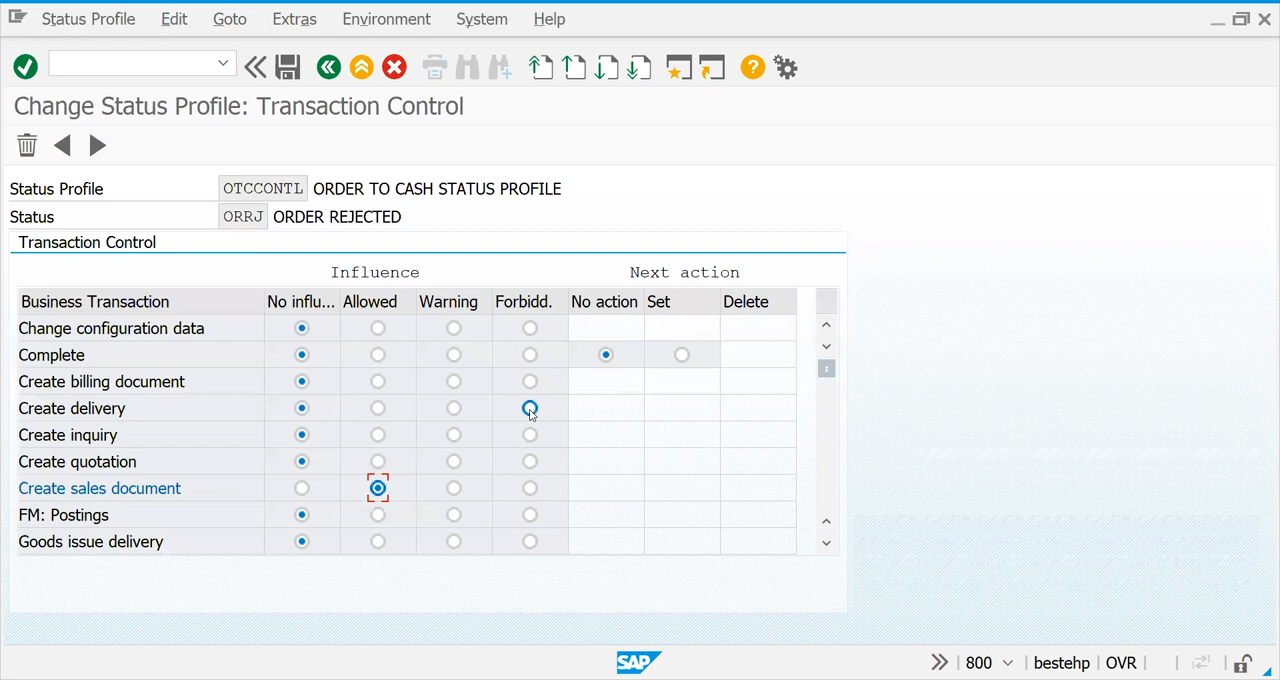 Status Profile Edit Goto Extras Environment System Help
Change Status Profile: Transaction Control
Status Profile OTCCONTL ORDER TO CASH STATUS PROFILE
Status ORRJ ORDER REJECTED
Transaction Control
Influence Next action
Business Transaction No influ... Allowed Warning Forbidd. No action Set Delete
Change configuration data
Complete
Create billing document
Create delivery
Create inquiry
Create quotation
Create sales document
FM: Postings
Goods issue delivery
SAP 800 bestehp OVR